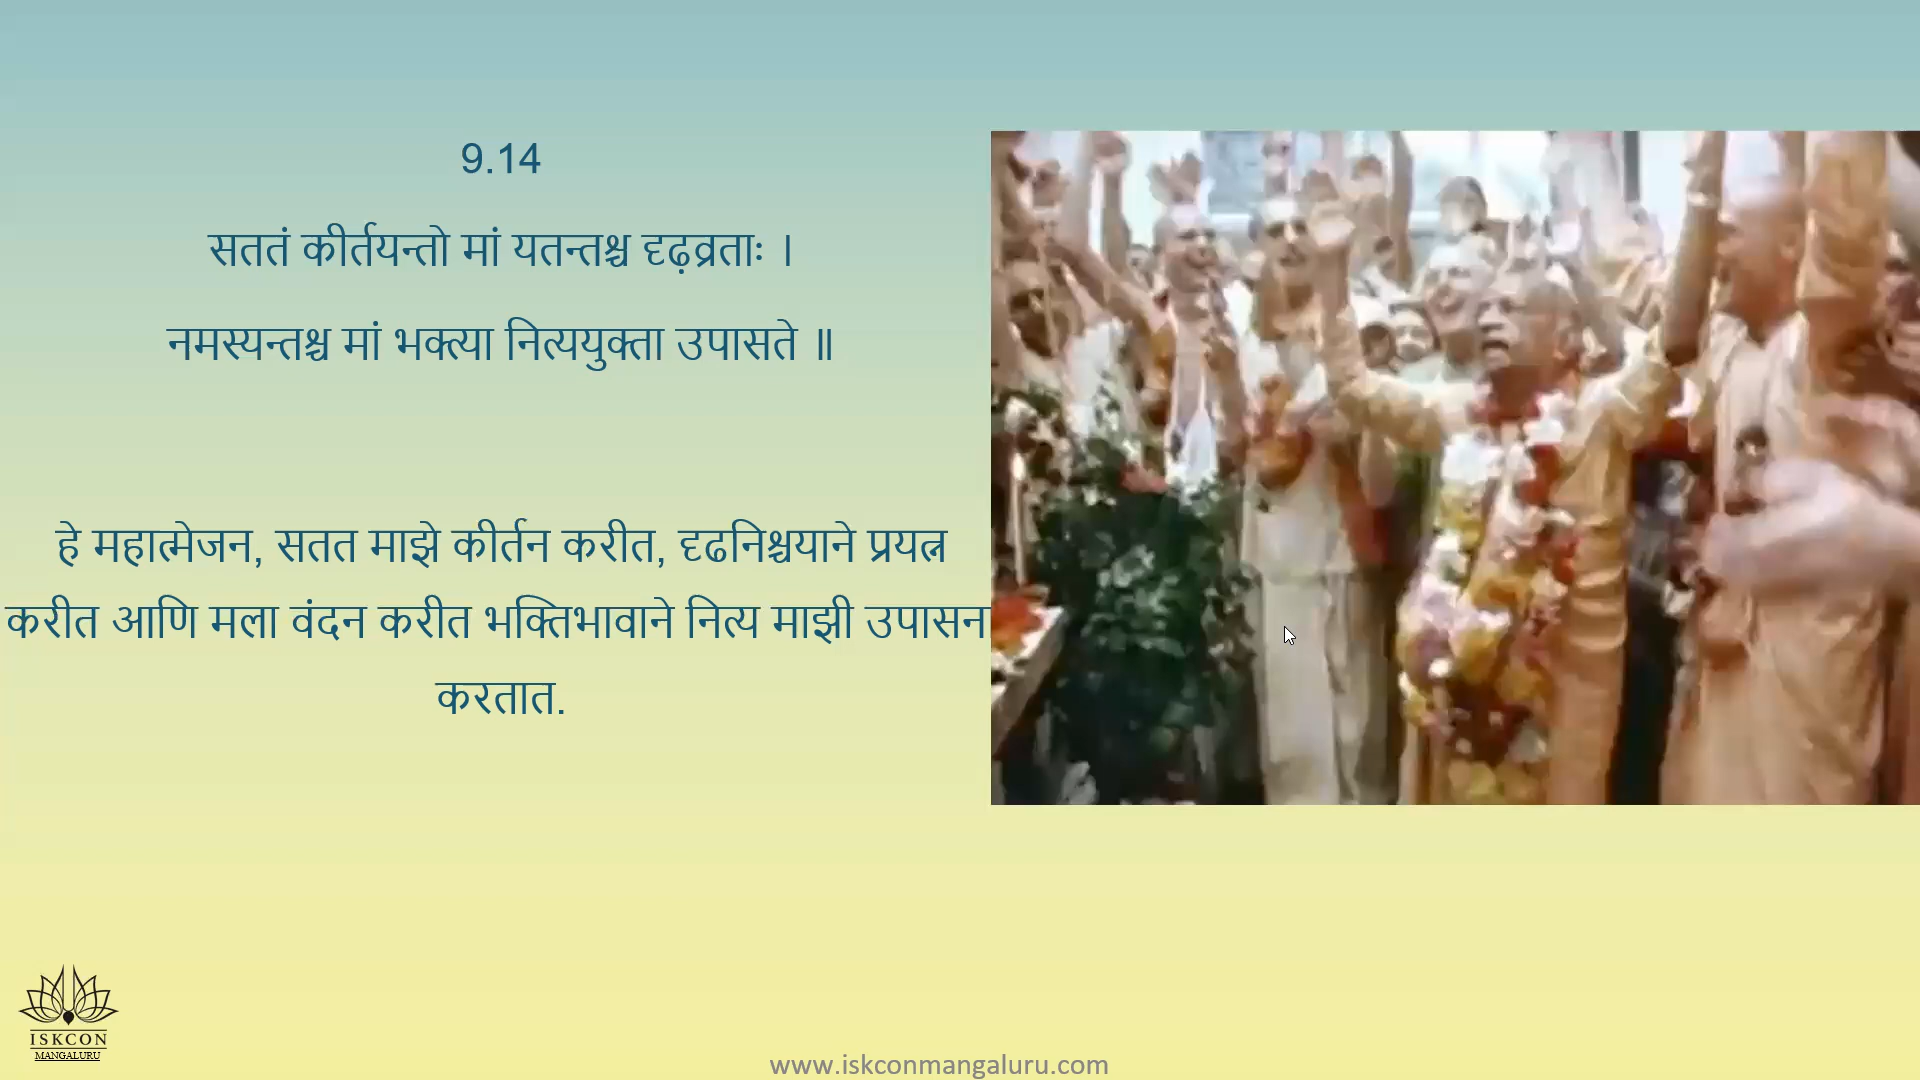 9.14
सततं कीर्तयन्तो मां यतन्तश्च दृढ़व्रताः ।
नमस्यन्तश्च मां भक्त्या नित्ययुक्ता उपासते ॥
हे महात्मेजन, सतत माझे कीर्तन करीत, दृढनिश्चयाने प्रयत्न
करीत आणि मला वंदन करीत भक्तिभावाने नित्य माझी उपासन
करतात.
ISKCON
MANGALURU
www.iskconmangaluru.com